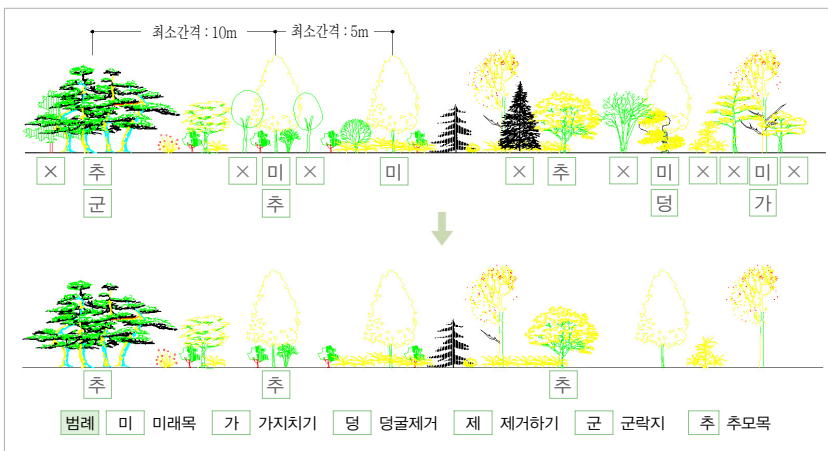 최소간격 : 10m 최소간격 : 5m
× 추 × 미 × 미 × 추 × 미 × × 미 ×
군 추 덩 가
추 추 추
범례 미 미래목 가 가지치기 덩 덩굴제거 제 제거하기 군 군락지 추 추모목